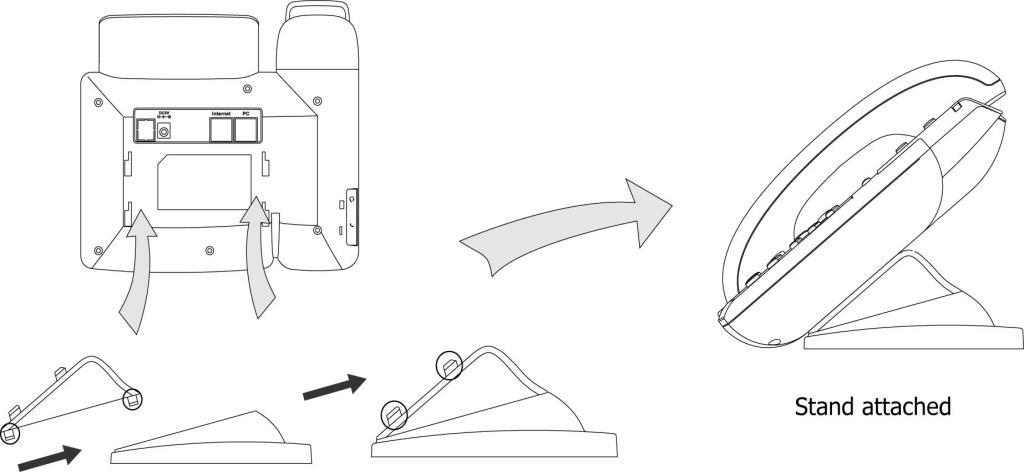 DC5V
Internet PC
Stand attached